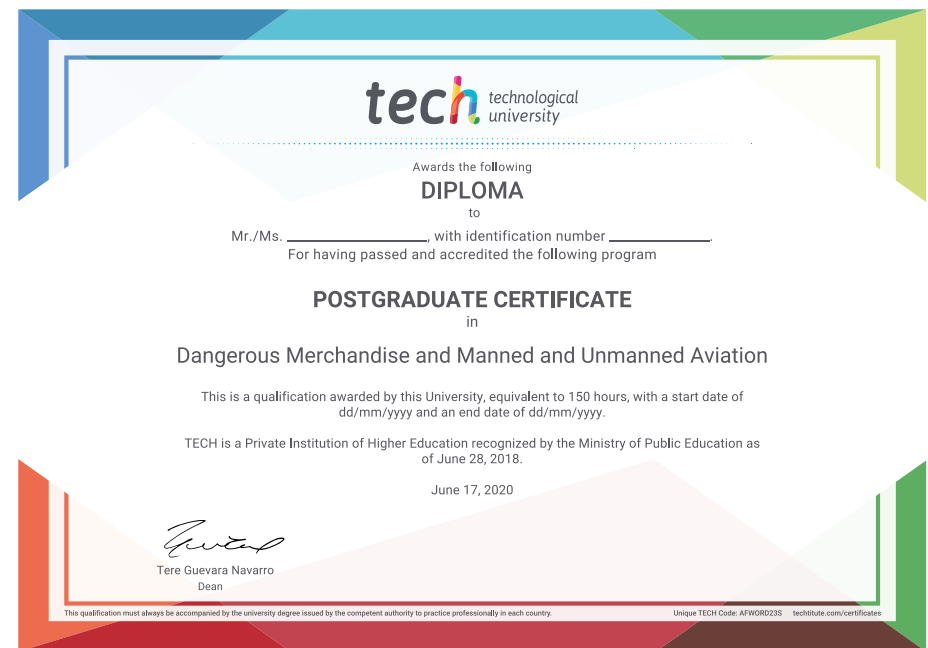 tech technological
university
Awards the following
DIPLOMA
to
Mr./Ms. ____________, with identification number ____________.
For having passed and accredited the following program
POSTGRADUATE CERTIFICATE
in
Dangerous Merchandise and Manned and Unmanned Aviation
This is a qualification awarded by this University, equivalent to 150 hours, with a start date of
dd/mm/yyyy and an end date of dd/mm/yyyy.
TECH is a Private Institution of Higher Education recognized by the Ministry of Public Education as
of June 28, 2018.
June 17, 2020
Tere Guevara Navarro
Dean
This qualification must always be accompanied by the university degree issued by the competent authority to practice professionally in each country.
Unique TECH Code: AFWORD23S techtitute.com/certificates